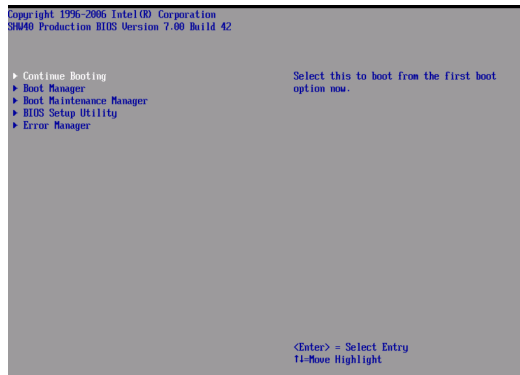 Copyright 1996-2006 Intel(R) Corporation
SHW40 Production BIOS Version 7.00 Build 42
▶ Continue Booting
▶ Boot Manager
▶ Boot Maintenance Manager
▶ BIOS Setup Utility
▶ Error Manager
Select this to boot from the first boot
option now.
<Enter> = Select Entry
↑↓=Move Highlight